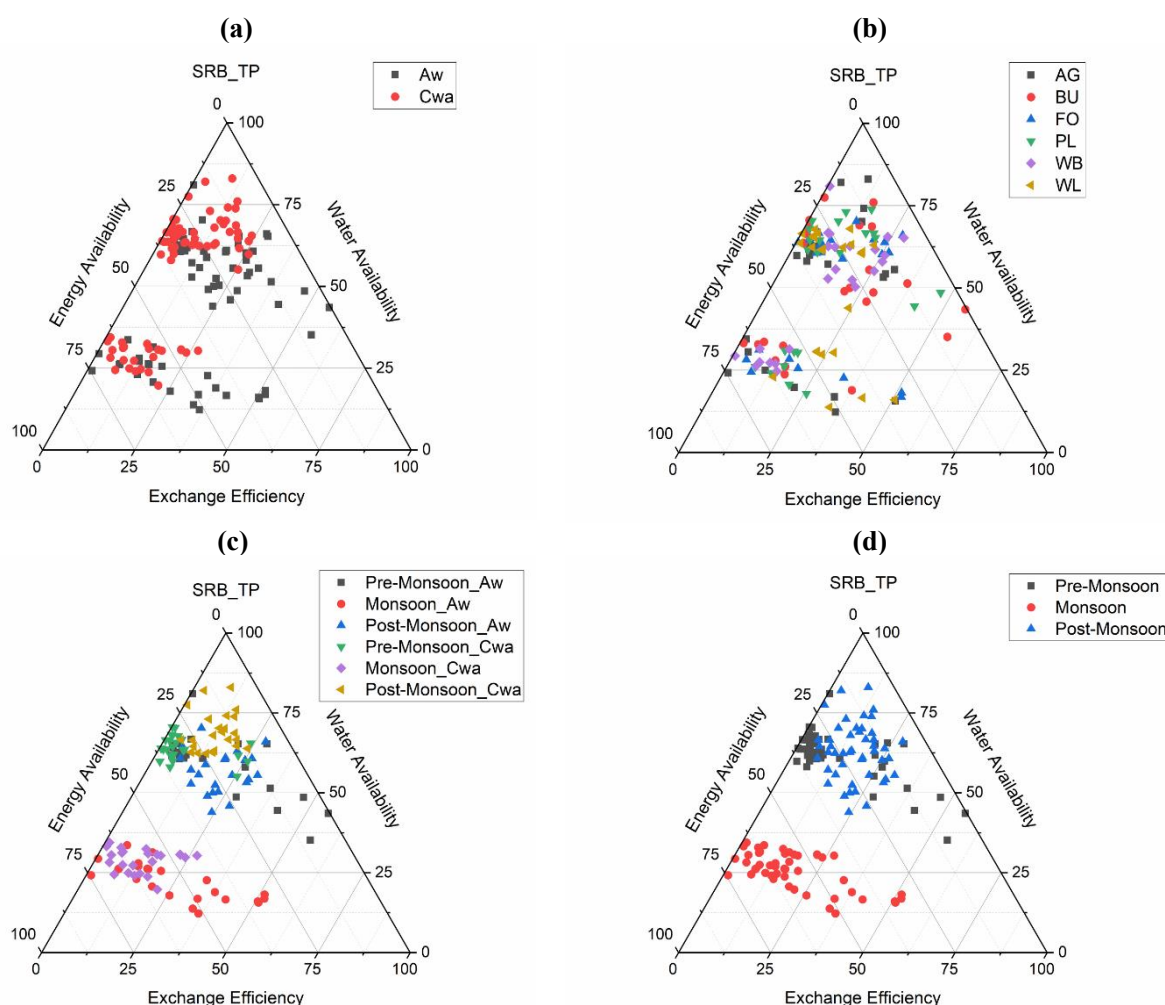 (a)
SRB_TP
Aw
Cwa
0
100
25
75
Energy Availability
Water Availability
50
50
75
25
100
0
0
25
50
75
100
Exchange Efficiency
(b)
SRB_TP
AG
BU
FO
PL
WB
WL
0
100
25
75
Energy Availability
Water Availability
50
50
75
25
100
0
0
25
50
75
100
Exchange Efficiency
(c)
SRB_TP
Pre-Monsoon_Aw
Monsoon_Aw
Post-Monsoon_Aw
Pre-Monsoon_Cwa
Monsoon_Cwa
Post-Monsoon_Cwa
0
100
25
75
Energy Availability
Water Availability
50
50
75
25
100
0
0
25
50
75
100
Exchange Efficiency
(d)
SRB_TP
Pre-Monsoon
Monsoon
Post-Monsoon
0
100
25
75
Energy Availability
Water Availability
50
50
75
25
100
0
0
25
50
75
100
Exchange Efficiency